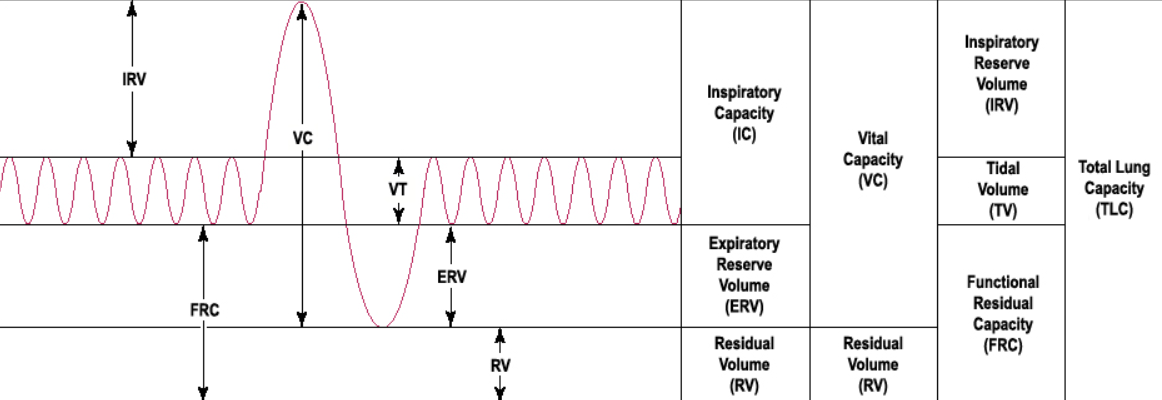 IRV
VC
VT
FRC
ERV
RV
Inspiratory
Capacity
(IC)
Expiratory
Reserve
Volume
(ERV)
Residual
Volume
(RV)
Vital
Capacity
(VC)
Residual
Volume
(RV)
Inspiratory
Reserve
Volume
(IRV)
Tidal
Volume
(TV)
Functional
Residual
Capacity
(FRC)
Total Lung
Capacity
(TLC)